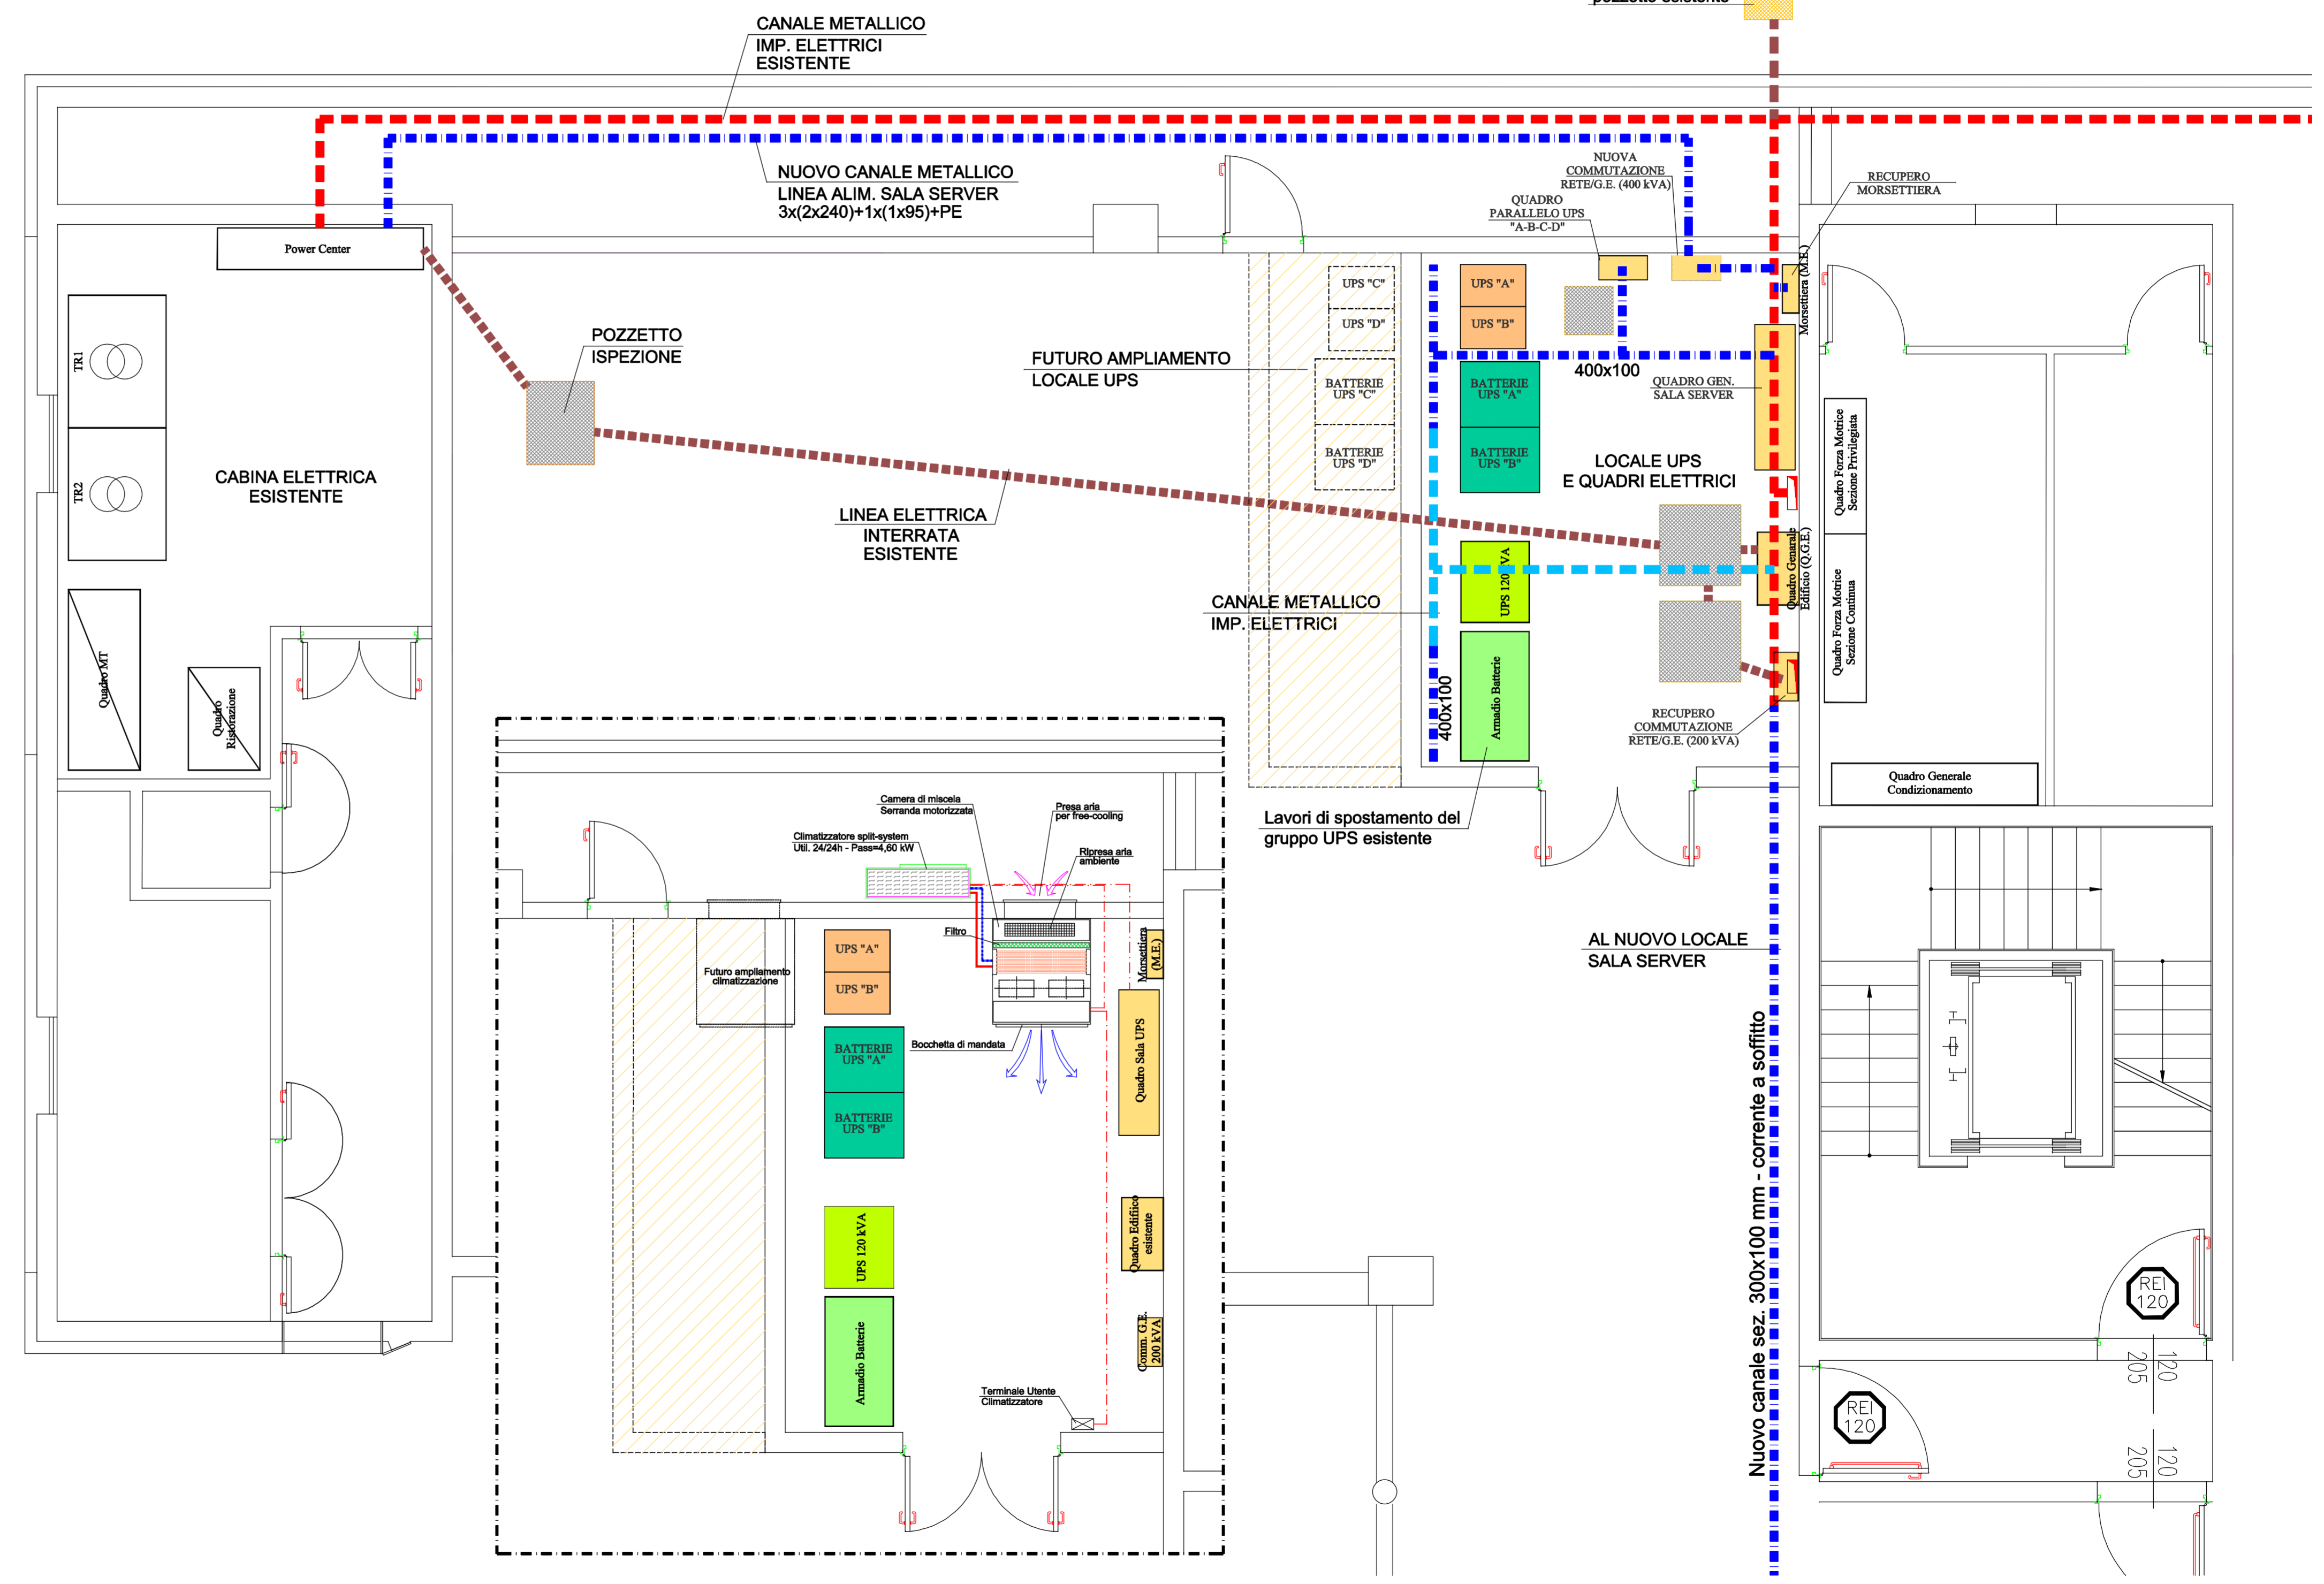 pozzetto esistente
CANALE METALLICO
IMP. ELETTRICI
ESISTENTE
NUOVO CANALE METALLICO
LINEA ALIM. SALA SERVER
3x(2x240)+1x(1x95)+PE
NUOVA
COMMUTAZIONE
RETE/G.E. (400 kVA)
QUADRO
PARALLELO UPS
"A-B-C-D"
RECUPERO
MORSETTIERA
Morsettiera (M.E.)
Power Center
TR1
TR2
CABINA ELETTRICA
ESISTENTE
Quadro MT
Quadro
Ristorazione
POZZETTO
ISPEZIONE
LINEA ELETTRICA
INTERRATA
ESISTENTE
FUTURO AMPLIAMENTO
LOCALE UPS
UPS "C"
UPS "D"
BATTERIE
UPS "C"
BATTERIE
UPS "D"
UPS "A"
UPS "B"
BATTERIE
UPS "A"
BATTERIE
UPS "B"
400x100
QUADRO GEN.
SALA SERVER
LOCALE UPS
E QUADRI ELETTRICI
CANALE METALLICO
IMP. ELETTRICI
UPS 120 kVA
Armadio Batterie
400x100
Quadro Genarale
Edificio (Q.G.E.)
RECUPERO
COMMUTAZIONE
RETE/G.E. (200 kVA)
Quadro Forza Motrice
Sezione Privilegiata
Quadro Forza Motrice
Sezione Continua
Quadro Generale
Condizionamento
Lavori di spostamento del
gruppo UPS esistente
AL NUOVO LOCALE
SALA SERVER
Nuovo canale sez. 300x100 mm - corrente a soffitto
Camera di miscela
Serranda motorizzata
Presa aria
per free-cooling
Climatizzatore split-system
Util. 24/24h - Pass=4,60 kW
Ripresa aria
ambiente
Filtro
Futuro ampliamento
climatizzazione
Bocchetta di mandata
UPS "A"
UPS "B"
BATTERIE
UPS "A"
BATTERIE
UPS "B"
UPS 120 kVA
Armadio Batterie
Morsettiera
(M.E.)
Quadro Sala UPS
Quadro Edifiico
esistente
Comm. G.E.
200 kVA
Terminale Utente
Climatizzatore
REI
120
REI
120
120
205
120
205